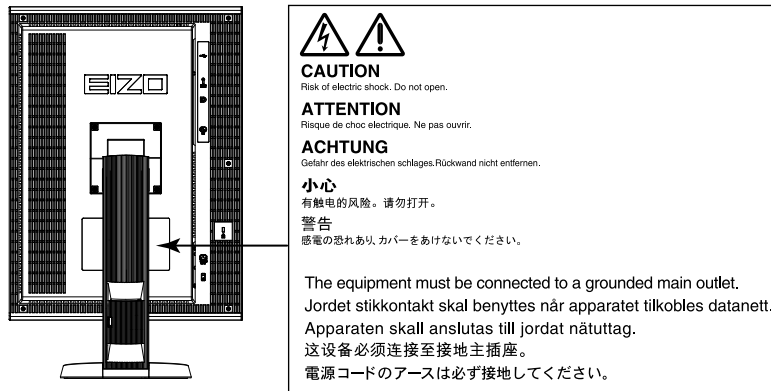 EIZO
CAUTION
Risk of electric shock. Do not open.
ATTENTION
Risque de choc electrique. Ne pas ouvrir.
ACHTUNG
Gefahr des elektrischen schlages.Rückwand nicht entfernen.
小心
有触电的风险。请勿打开。
警告
感電の恐れあり、カバーをあけないでください。
The equipment must be connected to a grounded main outlet.
Jordet stikkontakt skal benyttes når apparatet tilkobles datanett.
Apparaten skall anslutas till jordat nätuttag.
这设备必须连接至接地主插座。
電源コードのアースは必ず接地してください。